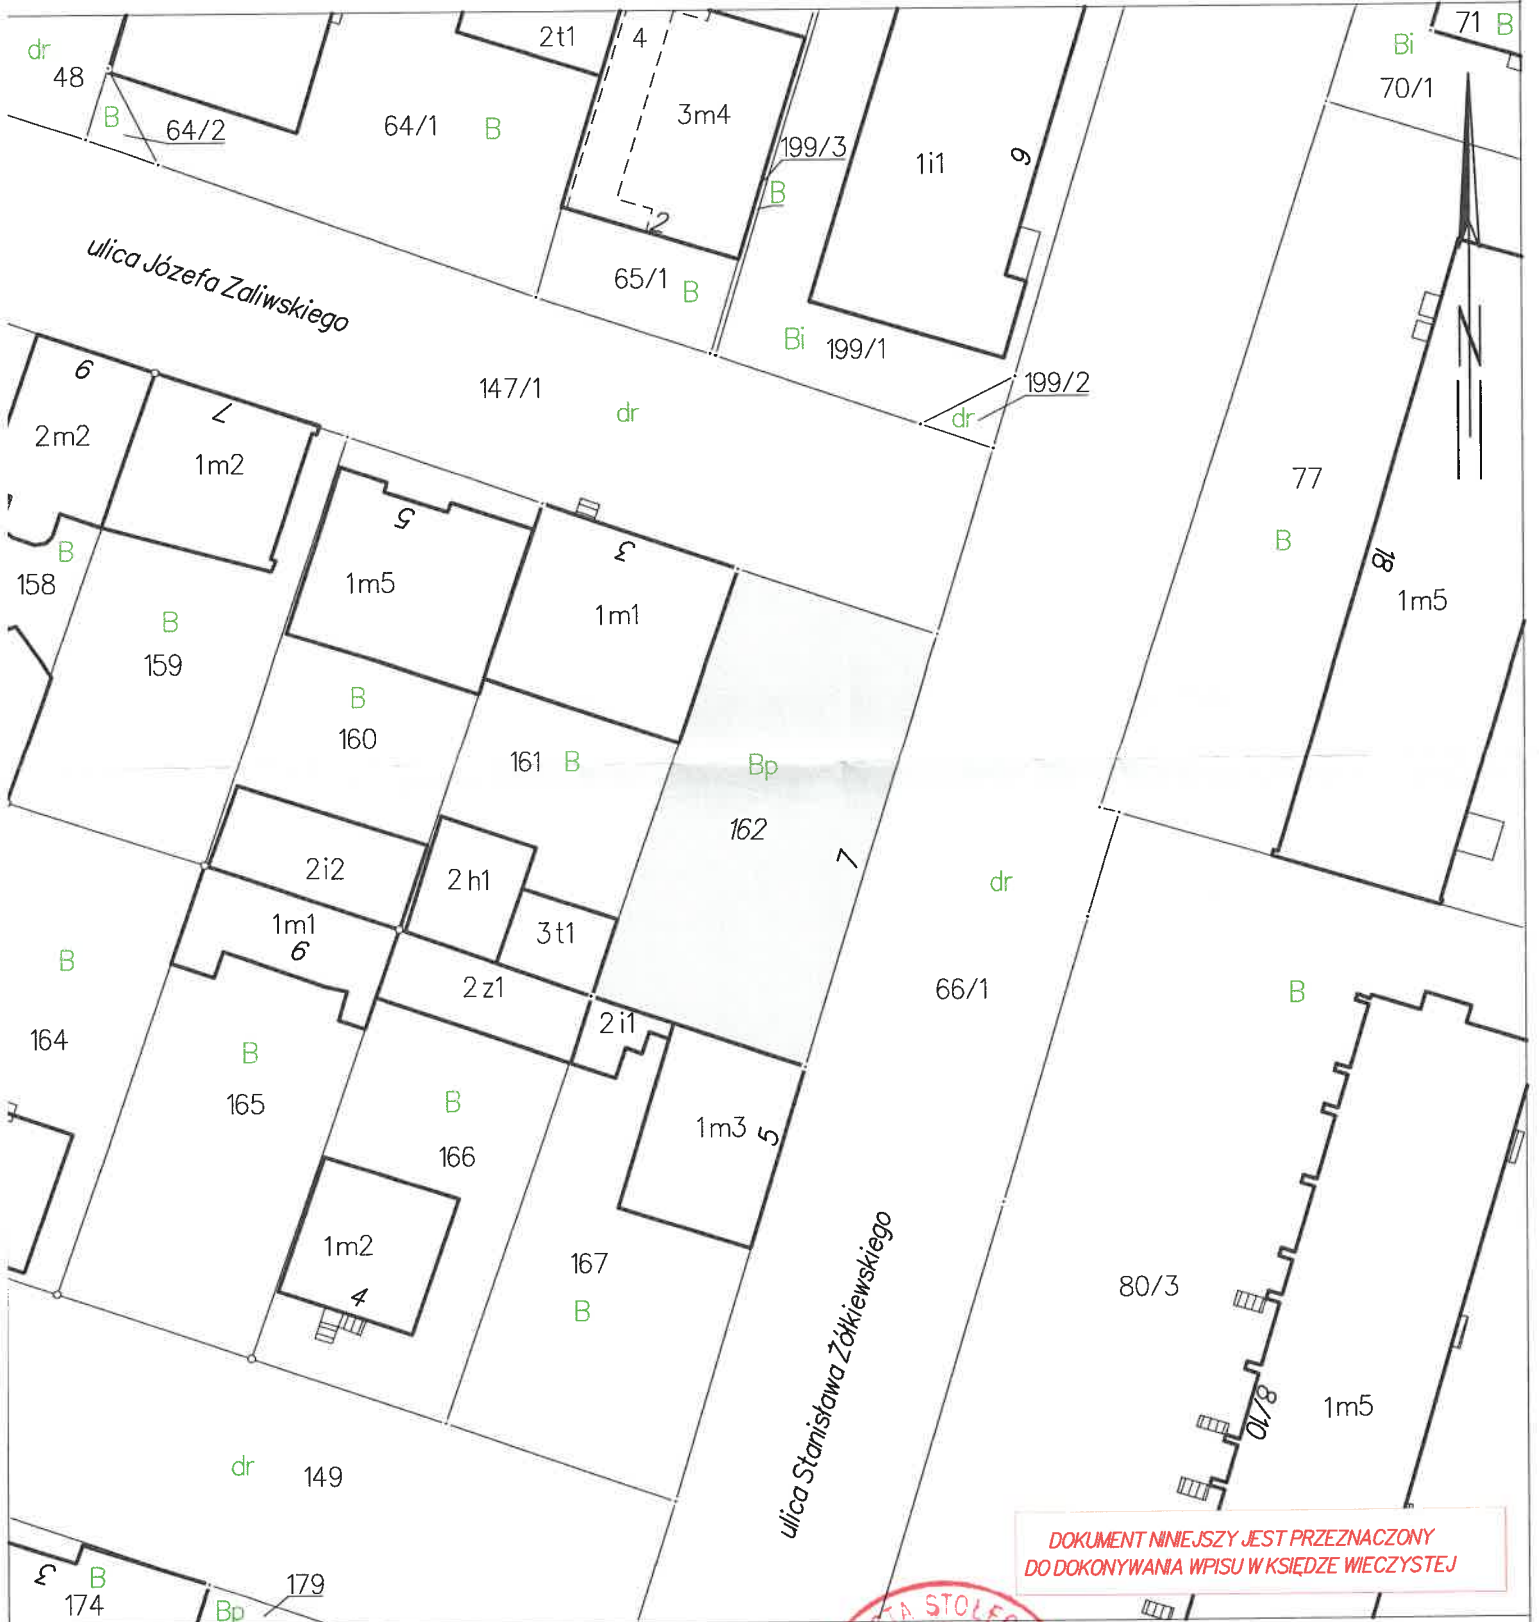 dr
48
B
64/2
64/1
B
2t1
4
3m4
2
199/3
B
65/1
B
1i1
6
Bi
199/1
199/2
dr
71
B
Bi
70/1
ulica Józefa Zaliwskiego
147/1
dr
9
2m2
7
1m2
B
158
B
159
5
1m5
B
160
3
1m1
161
B
Bp
162
7
77
B
18
1m5
N
2i2
2h1
3t1
1m1
9
2z1
2i1
dr
66/1
B
B
164
B
165
B
166
1m3
5
1m2
4
167
B
80/3
ulica Stanisława Żółkiewskiego
8/10
1m5
dr
149
3
B
174
Bp
179
DOKUMENT NINIEJSZY JEST PRZEZNACZONY
DO DOKONYWANIA WPISU W KSIĘDZE WIECZYSTEJ